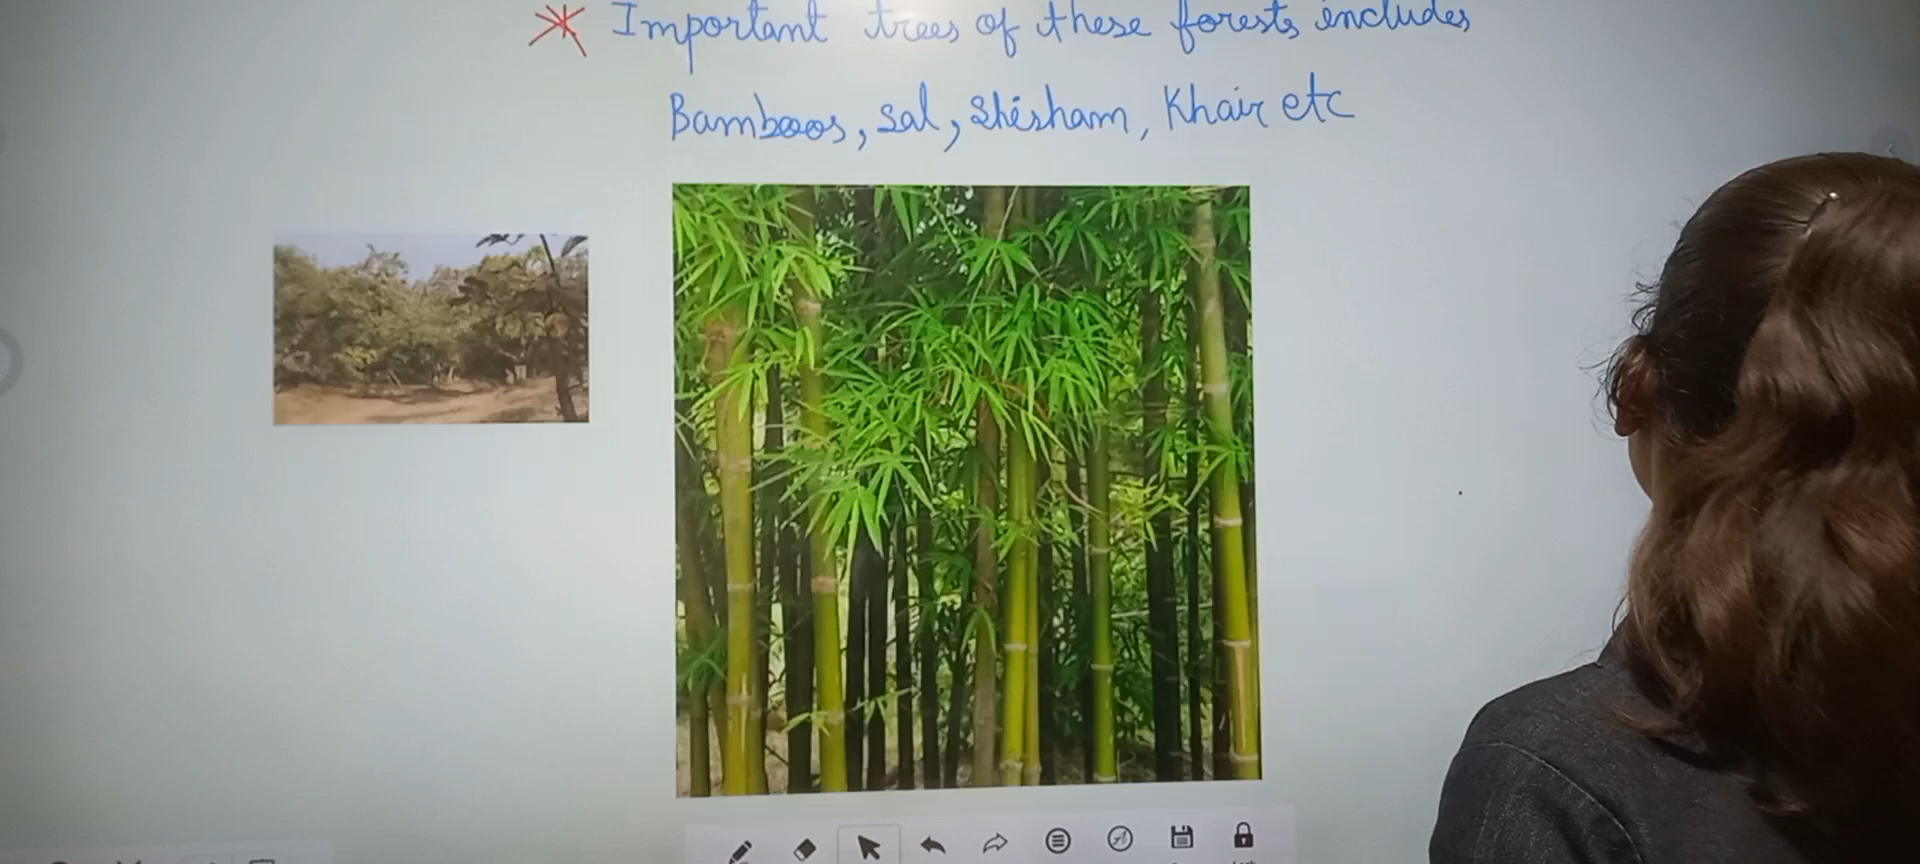 Important trees of these forests includes
Bamboos, Sal, Shisham, Khair etc